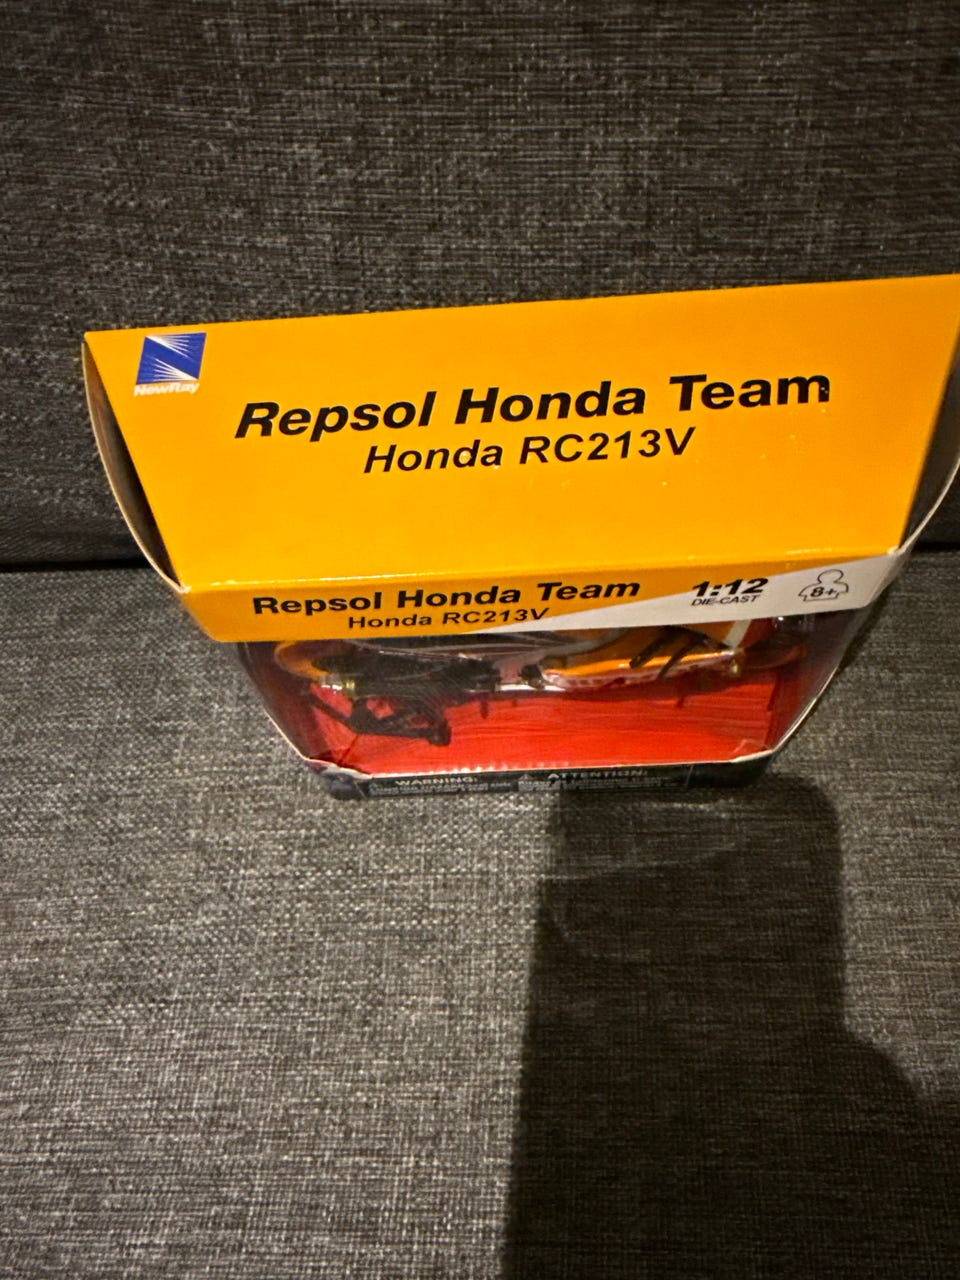 NewRay
Repsol Honda Team
Honda RC213V
Repsol Honda Team
Honda RC213V
1:12
DIE-CAST
8+
WARNING:
ATTENTION: